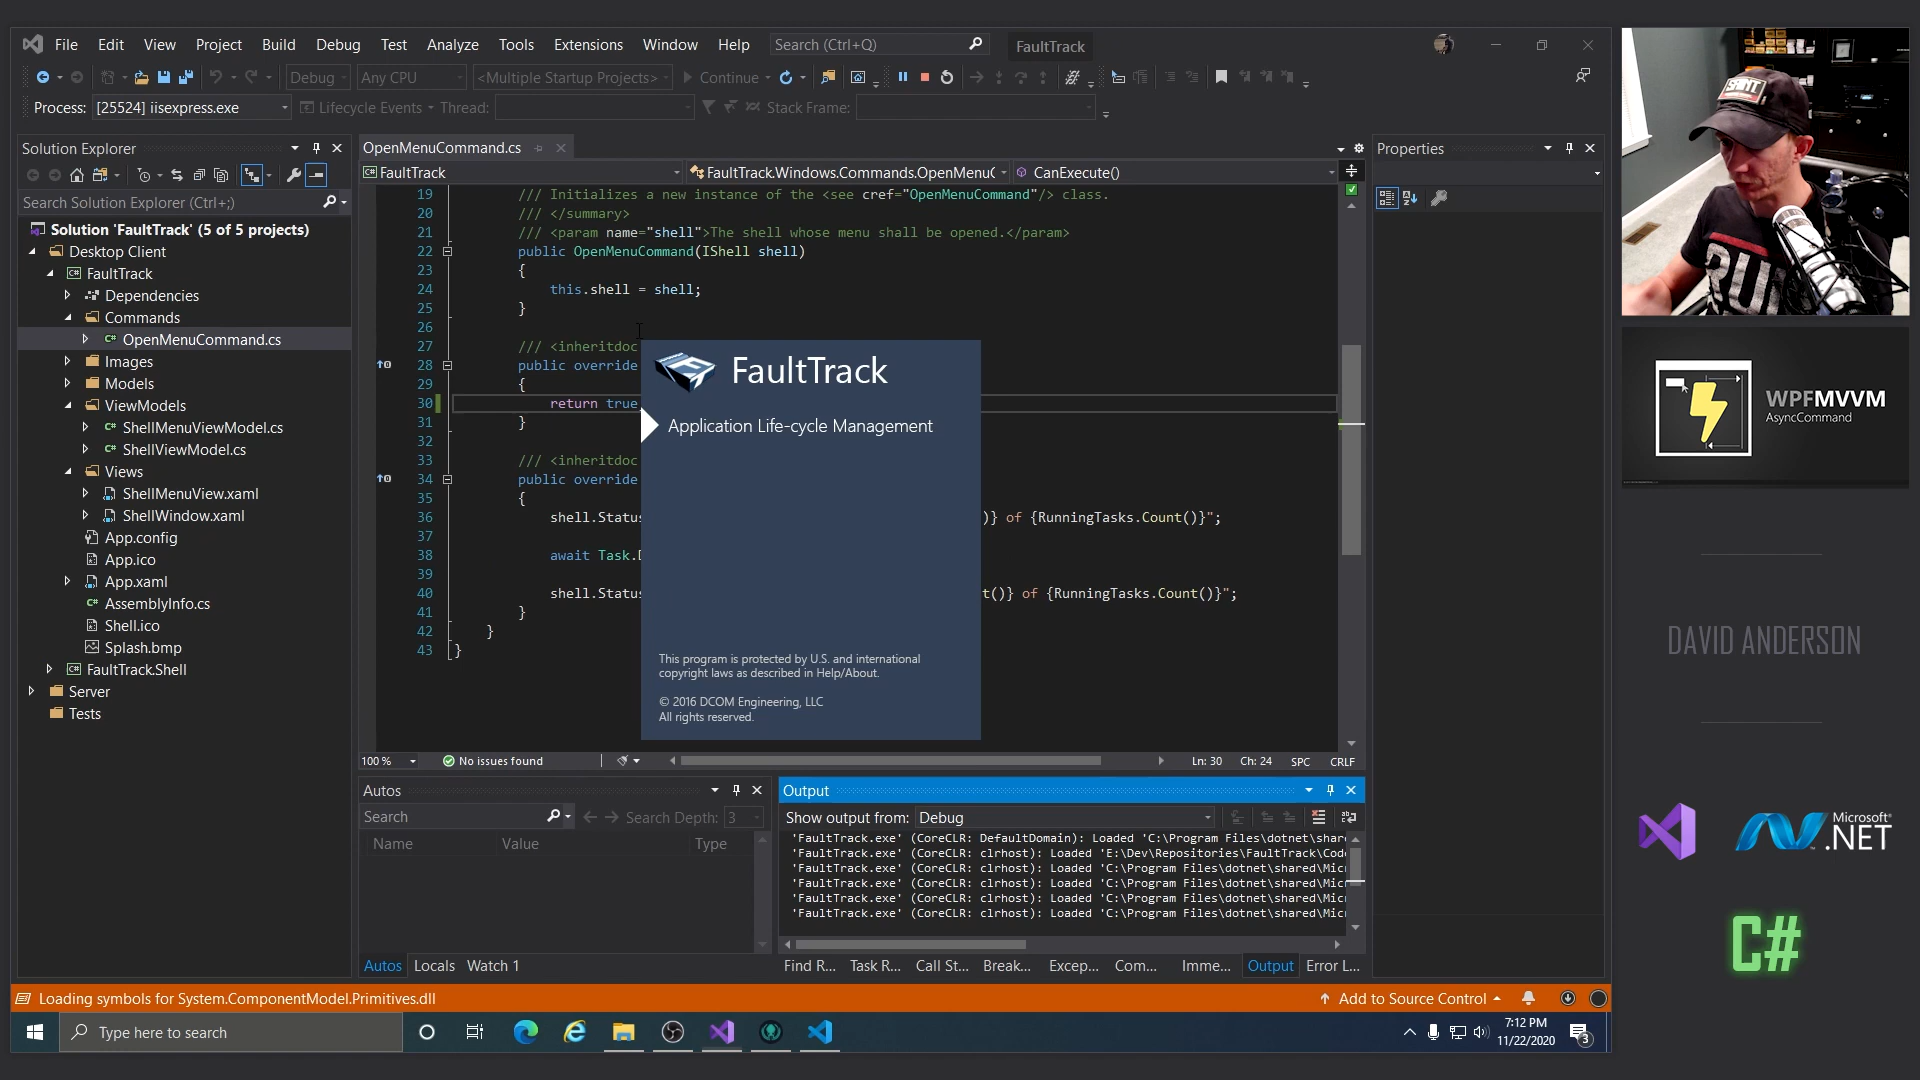 File Edit View Project Build Debug Test Analyze Tools Extensions Window Help Search (Ctrl+Q) FaultTrack
Debug Any CPU <Multiple Startup Projects> Continue
Process: [25524] iisexpress.exe Lifecycle Events Thread: Stack Frame:
Solution Explorer
Search Solution Explorer (Ctrl+;)
Solution 'FaultTrack' (5 of 5 projects)
Desktop Client
FaultTrack
Dependencies
Commands
OpenMenuCommand.cs
Images
Models
ViewModels
ShellMenuViewModel.cs
ShellViewModel.cs
Views
ShellMenuView.xaml
ShellWindow.xaml
App.config
App.ico
App.xaml
AssemblyInfo.cs
Shell.ico
Splash.bmp
FaultTrack.Shell
Server
Tests
OpenMenuCommand.cs
FaultTrack FaultTrack.Windows.Commands.OpenMenuC CanExecute()
19 /// Initializes a new instance of the <see cref="OpenMenuCommand"/> class.
20 /// </summary>
21 /// <param name="shell">The shell whose menu shall be opened.</param>
22 public OpenMenuCommand(IShell shell)
23 {
24 this.shell = shell;
25 }
26
27 /// <inheritdoc
28 public override
29 {
30 return true
31 }
32
33 /// <inheritdoc
34 public override
35 {
36 shell.Statu )} of {RunningTasks.Count()}";
37
38 await Task.D
39
40 shell.Statu t()} of {RunningTasks.Count()}";
41 }
42 }
43 }
FaultTrack
Application Life-cycle Management
This program is protected by U.S. and international
copyright laws as described in Help/About.
© 2016 DCOM Engineering, LLC
All rights reserved.
100 % No issues found Ln: 30 Ch: 24 SPC CRLF
Autos
Search Search Depth: 3
Name Value Type
Autos Locals Watch 1
Output
Show output from: Debug
'FaultTrack.exe' (CoreCLR: DefaultDomain): Loaded 'C:\Program Files\dotnet\share
'FaultTrack.exe' (CoreCLR: clrhost): Loaded 'E:\Dev\Repositories\FaultTrack\Code
'FaultTrack.exe' (CoreCLR: clrhost): Loaded 'C:\Program Files\dotnet\shared\Mic
'FaultTrack.exe' (CoreCLR: clrhost): Loaded 'C:\Program Files\dotnet\shared\Mic
'FaultTrack.exe' (CoreCLR: clrhost): Loaded 'C:\Program Files\dotnet\shared\Mic
'FaultTrack.exe' (CoreCLR: clrhost): Loaded 'C:\Program Files\dotnet\shared\Mic
Find R... Task R... Call St... Break... Excep... Com... Imme... Output Error L...
Properties
Loading symbols for System.ComponentModel.Primitives.dll Add to Source Control
Type here to search
7:12 PM
11/22/2020
3
SAINT
RUN
WPFMVVM
AsyncCommand
DAVID ANDERSON
Microsoft®
.NET
C#